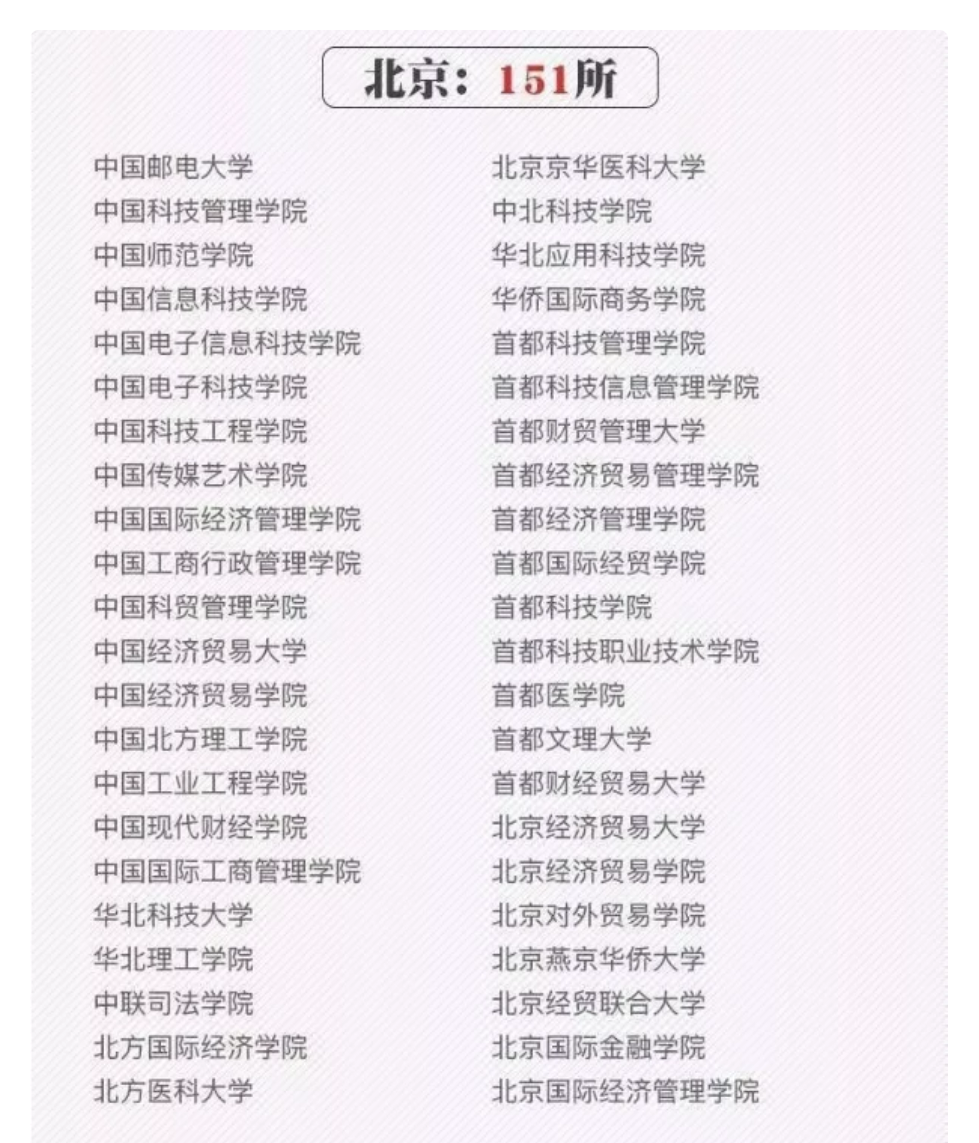 北京：151所
中国邮电大学
中国科技管理学院
中国师范学院
中国信息科技学院
中国电子信息科技学院
中国电子科技学院
中国科技工程学院
中国传媒艺术学院
中国国际经济管理学院
中国工商行政管理学院
中国科贸管理学院
中国经济贸易大学
中国经济贸易学院
中国北方理工学院
中国工业工程学院
中国现代财经学院
中国国际工商管理学院
华北科技大学
华北理工学院
中联司法学院
北方国际经济学院
北方医科大学
北京京华医科大学
中北科技学院
华北应用科技学院
华侨国际商务学院
首都科技管理学院
首都科技信息管理学院
首都财贸管理大学
首都经济贸易管理学院
首都经济管理学院
首都国际经贸学院
首都科技学院
首都科技职业技术学院
首都医学院
首都文理大学
首都财经贸易大学
北京经济贸易大学
北京经济贸易学院
北京对外贸易学院
北京燕京华侨大学
北京经贸联合大学
北京国际金融学院
北京国际经济管理学院